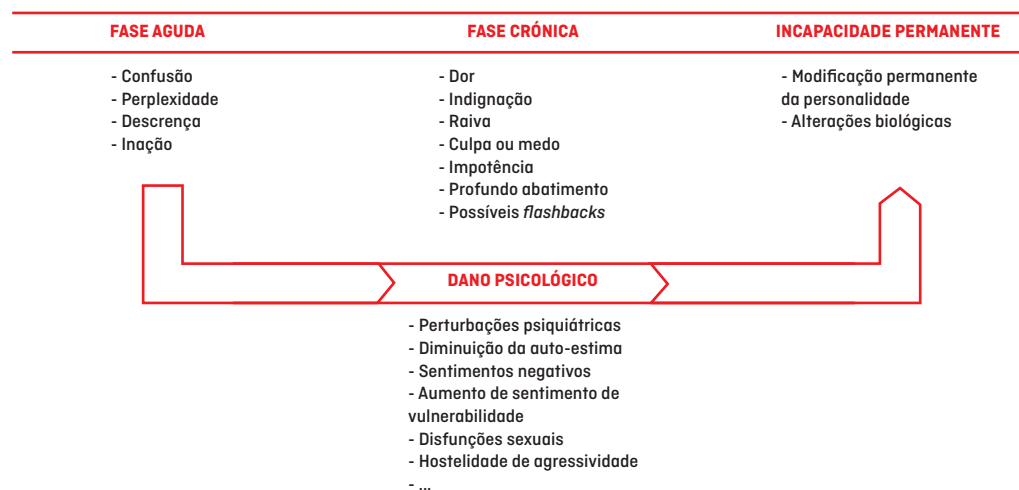 FASE AGUDA
- Confusão
- Perplexidade
- Descrença
- Inação
FASE CRÓNICA
- Dor
- Indignação
- Raiva
- Culpa ou medo
- Impotência
- Profundo abatimento
- Possíveis flashbacks
INCAPACIDADE PERMANENTE
- Modificação permanente
da personalidade
- Alterações biológicas
DANO PSICOLÓGICO
- Perturbações psiquiátricas
- Diminuição da auto-estima
- Sentimentos negativos
- Aumento de sentimento de
vulnerabilidade
- Disfunções sexuais
- Hostelidade de agressividade
- ...